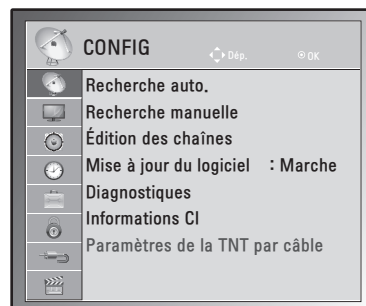 CONFIG
Dép. OK
Recherche auto.
Recherche manuelle
Édition des chaînes
Mise à jour du logiciel : Marche
Diagnostiques
Informations CI
Paramètres de la TNT par câble